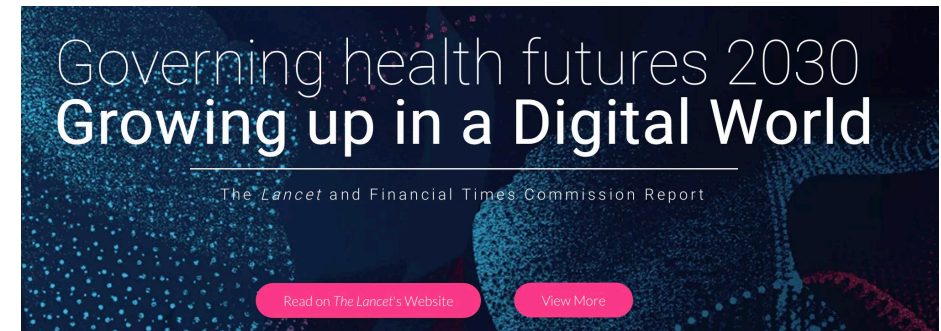 Governing health futures 2030
Growing up in a Digital World
The Lancet and Financial Times Commission Report
Read on The Lancet's Website
View More